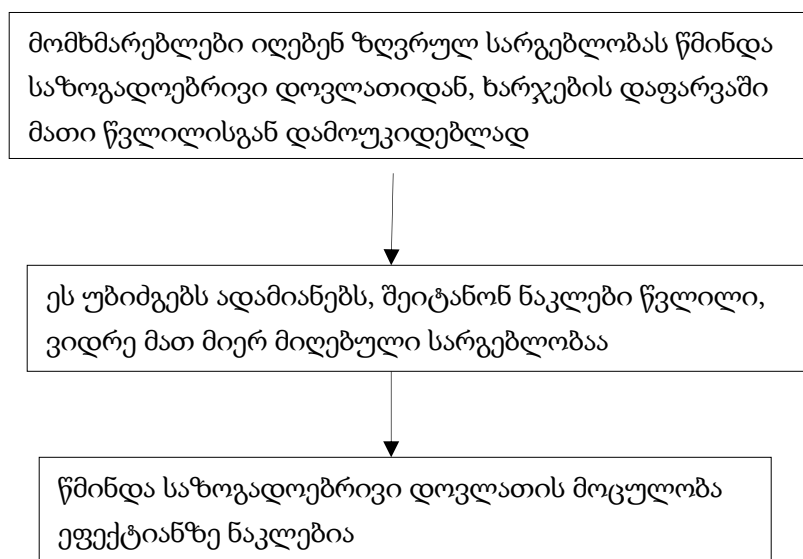 მომხმარებლები იღებენ ზღვრულ სარგებლობას წმინდა
საზოგადოებრივი დოვლათიდან, ხარჯების დაფარვაში
მათი წვლილისგან დამოუკიდებლად
ეს უბიძგებს ადამიანებს, შეიტანონ ნაკლები წვლილი,
ვიდრე მათ მიერ მიღებული სარგებლობაა
წმინდა საზოგადოებრივი დოვლათის მოცულობა
ეფექტიანზე ნაკლებია